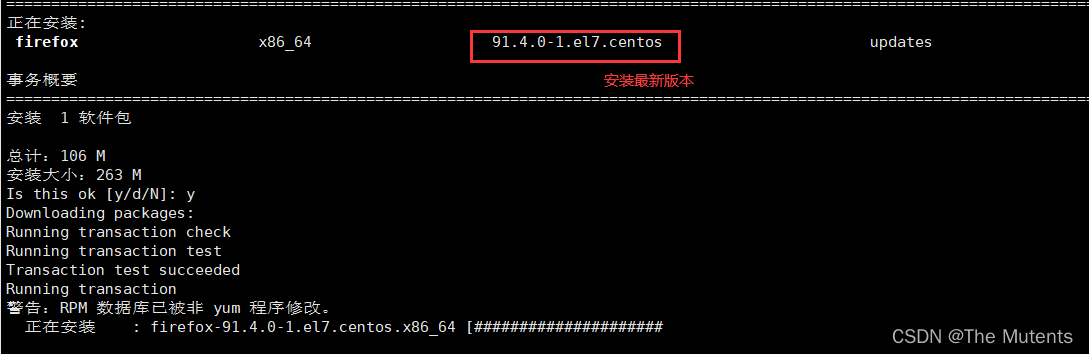 ================================================================================
正在安装:
firefox x86_64 91.4.0-1.el7.centos updates
事务概要 安装最新版本
================================================================================
安装 1 软件包
总计：106 M
安装大小：263 M
Is this ok [y/d/N]: y
Downloading packages:
Running transaction check
Running transaction test
Transaction test succeeded
Running transaction
警告：RPM 数据库已被非 yum 程序修改。
正在安装 : firefox-91.4.0-1.el7.centos.x86_64 [#####################
CSDN @The Mutents